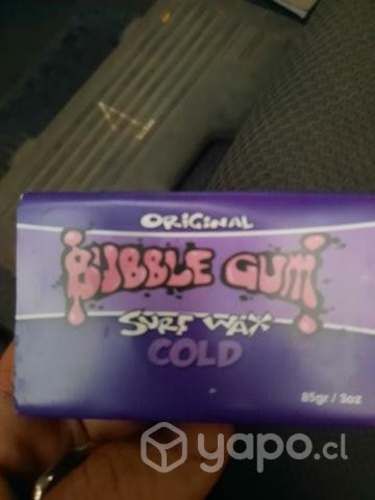 ORIGINAL
BUBBLE GUM
SURF WAX
COLD
85gr / 3oz
yapo.cl